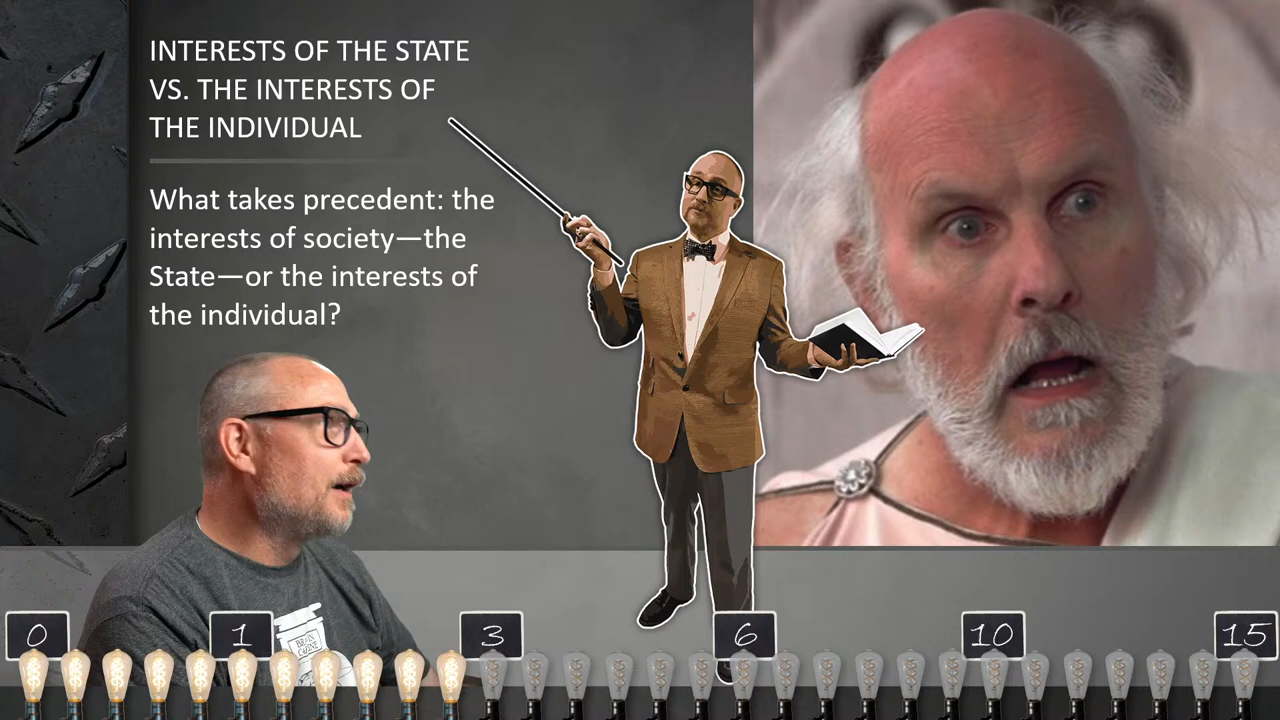 INTERESTS OF THE STATE
VS. THE INTERESTS OF
THE INDIVIDUAL
What takes precedent: the
interests of society—the
State—or the interests of
the individual?
0
1
3
6
10
15
BRAIN